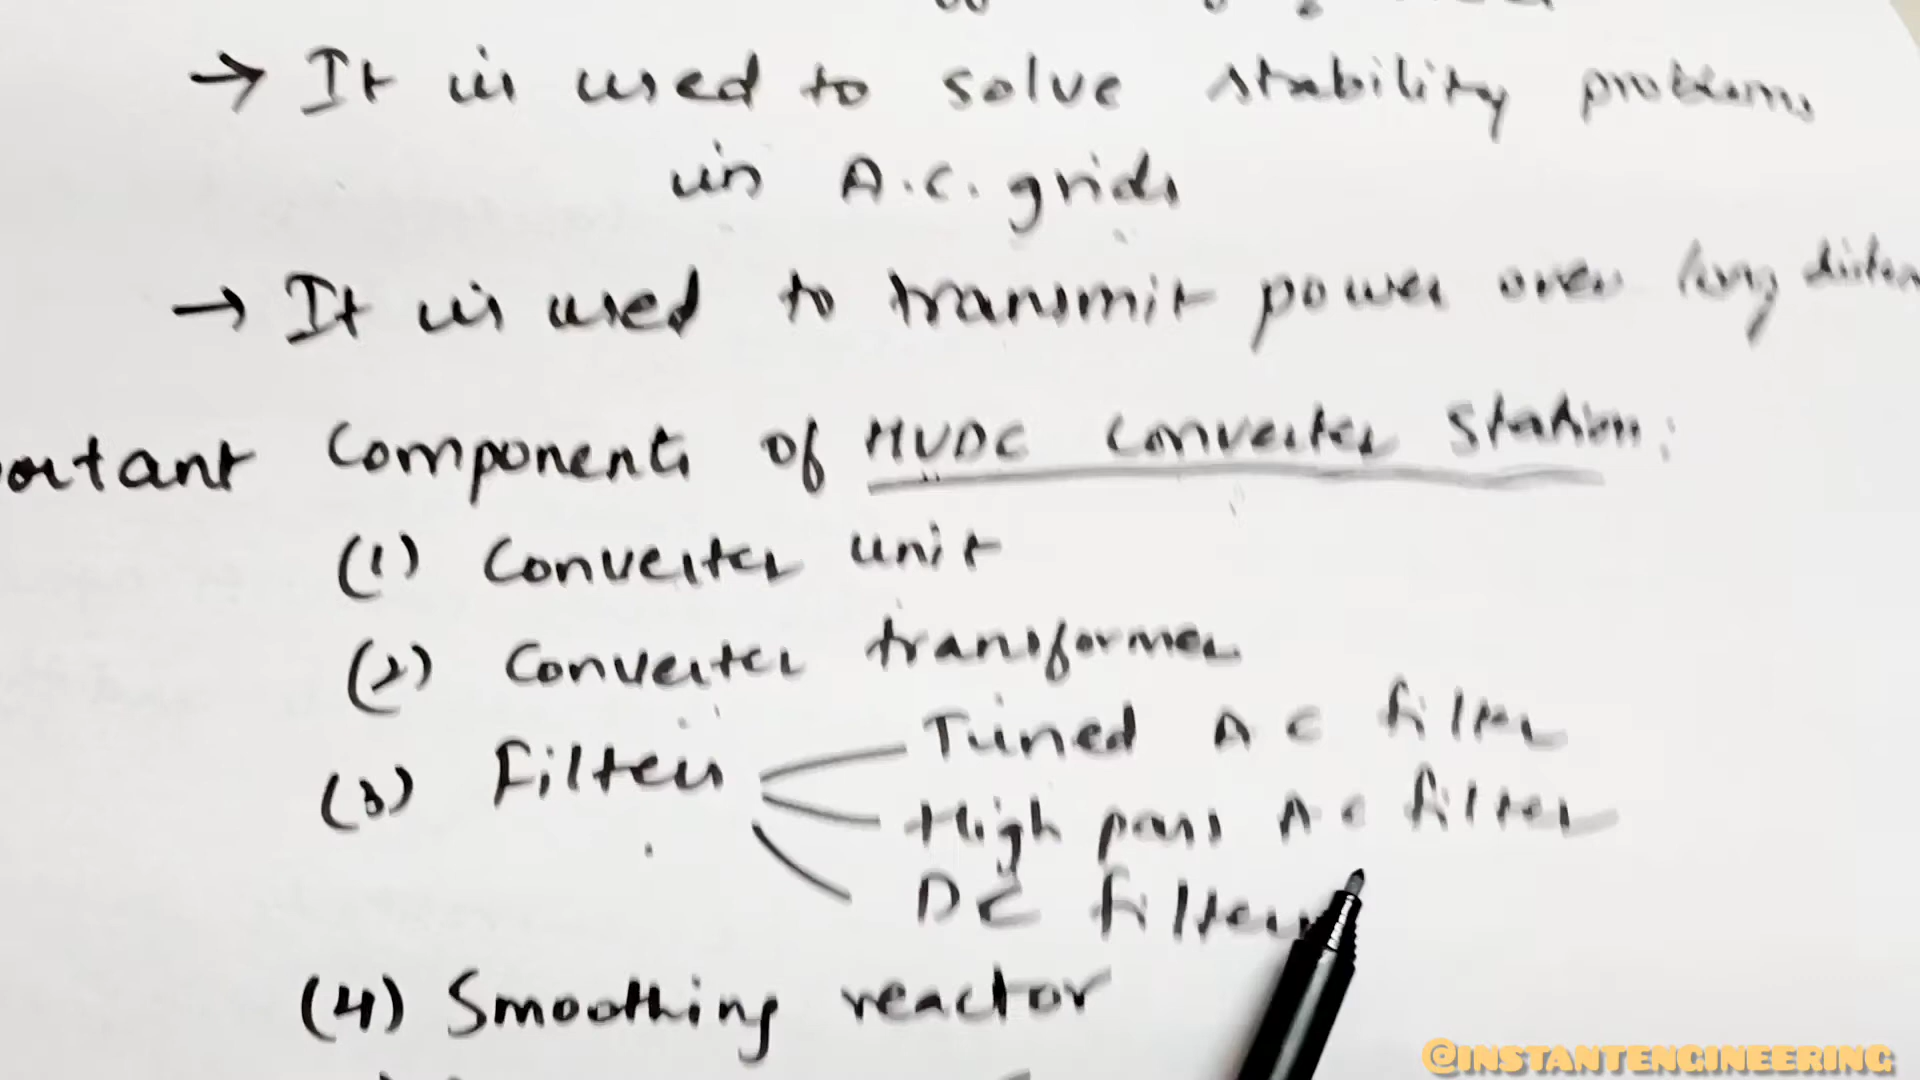 → It is used to solve stability problems
in A.C. grids
→ It is used to transmit power over long distan
ortant Components of HVDC Converter Station:
(1) Converter unit
(2) Converter transformer
(3) Filters
Tuned AC filter
High pass AC filter
DC filter
(4) Smoothing reactor
@INSTANTENGINEERING